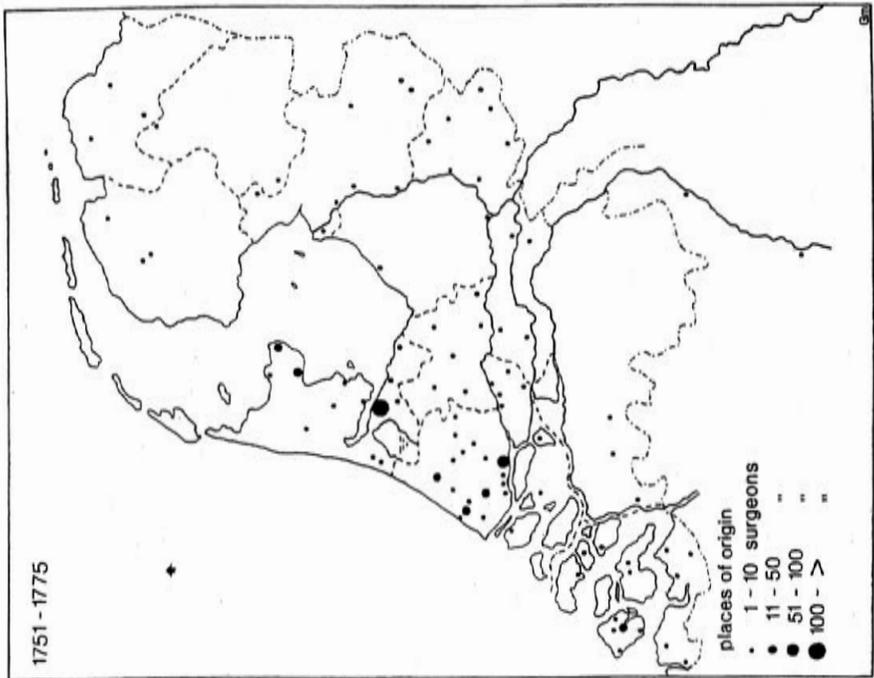 1751-1775
places of origin
1 - 10 surgeons
11 - 50 "
51 - 100 "
100 - > "